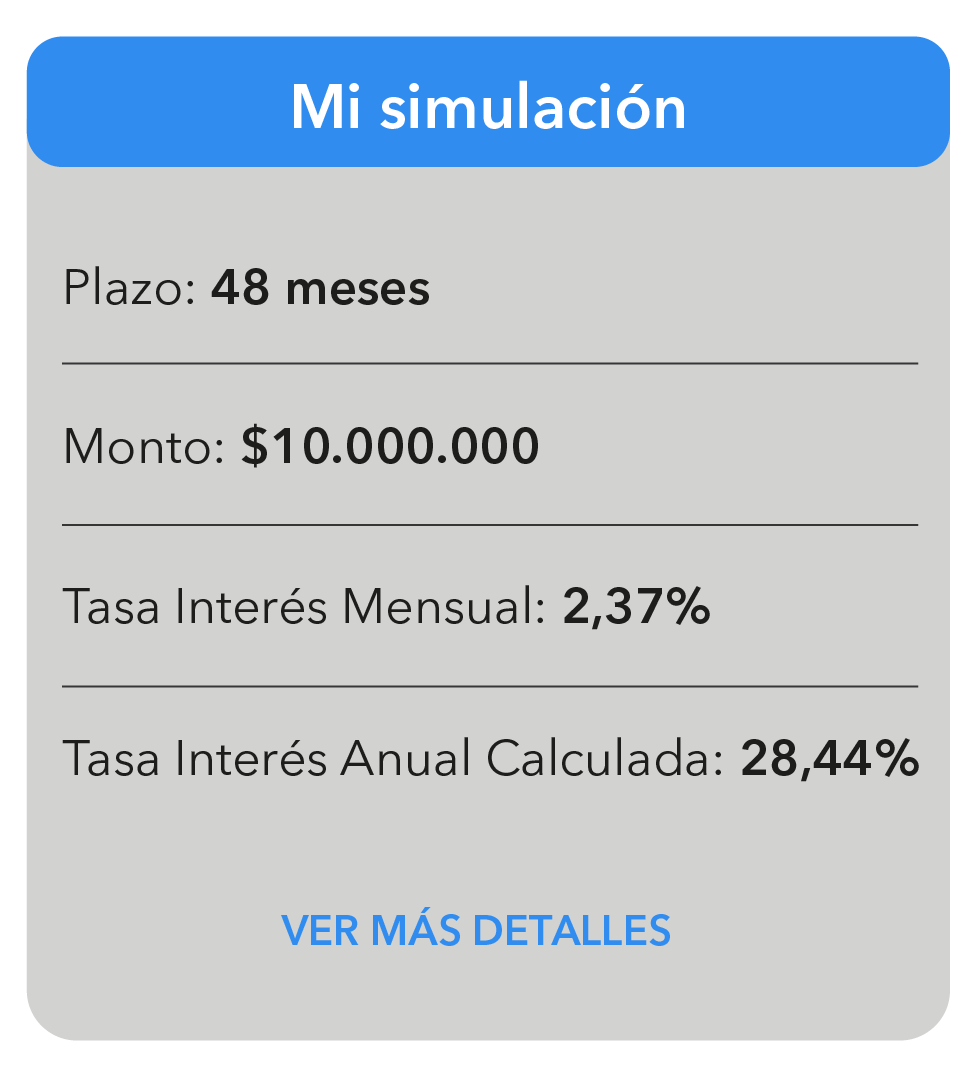 Mi simulación
Plazo: 48 meses
Monto: $10.000.000
Tasa Interés Mensual: 2,37%
Tasa Interés Anual Calculada: 28,44%
VER MÁS DETALLES